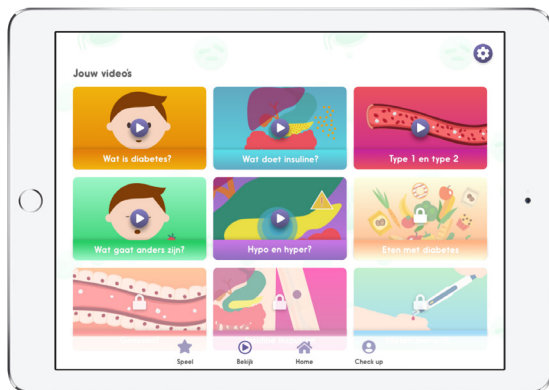 Jouw video's
Wat is diabetes?
Wat doet insuline?
Type 1 en type 2
Wat gaat anders zijn?
Hypo en hyper?
Eten met diabetes
Speel
Bekijk
Home
Check up